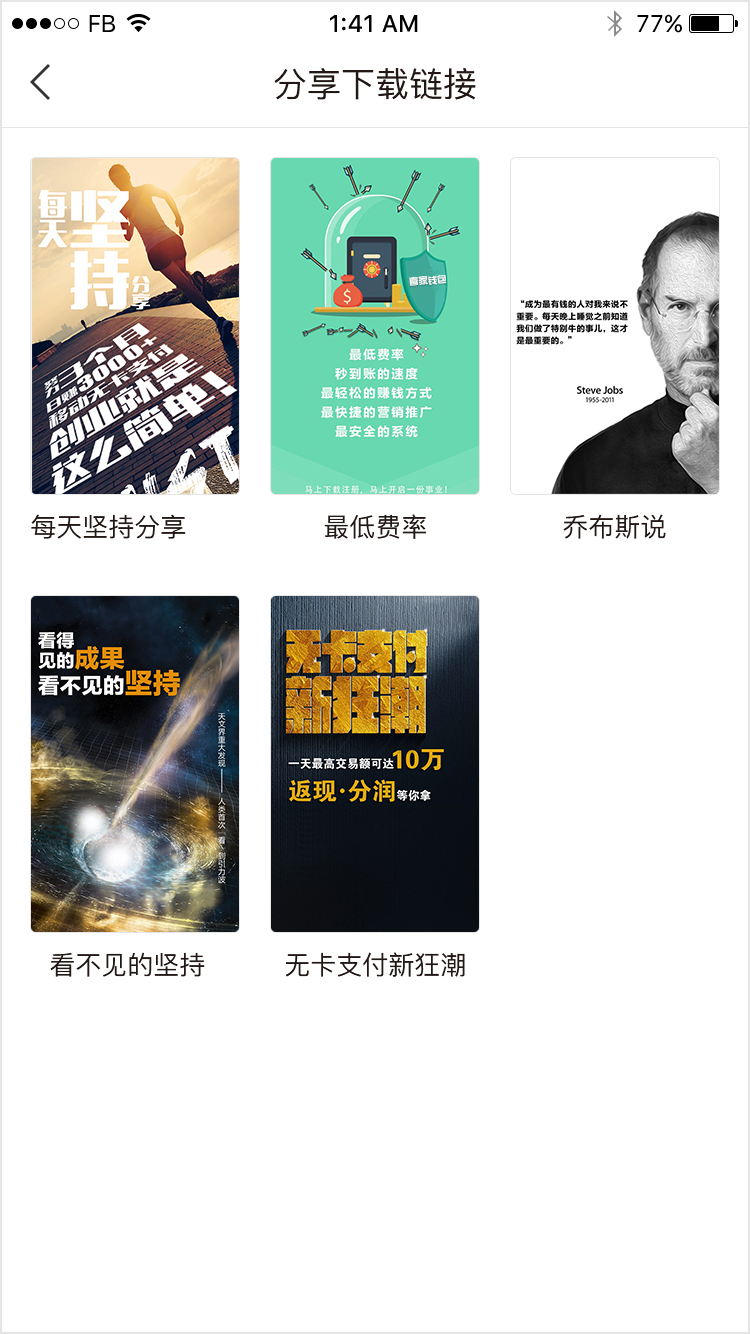 FB
1:41 AM
77%
分享下载链接
每天
坚持
分享
努力3个月
日赚3000+
移动无卡支付
创业就是
这么简单!
喜家钱包
最低费率
秒到账的速度
最轻松的赚钱方式
最快捷的营销推广
最安全的系统
马上下载注册,马上开启一份事业!
“成为最有钱的人对我来说不
重要。每天晚上睡觉之前知道
我们做了特别牛的事儿,这才
是最重要的。”
Steve Jobs
1955-2011
每天坚持分享
最低费率
乔布斯说
看得
见的成果
看不见的坚持
天文界重大发现——人类首次「看」到引力波
无卡支付
新狂潮
一天最高交易额可达10万
返现·分润等你拿
看不见的坚持
无卡支付新狂潮